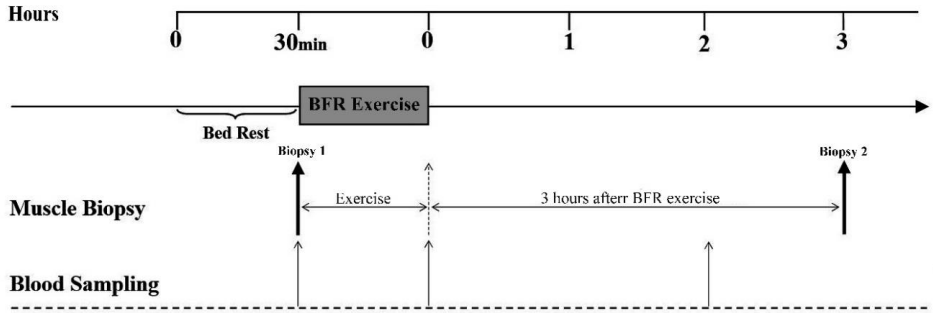 Hours
0 30min 0 1 2 3
BFR Exercise
Bed Rest
Biopsy 1 Biopsy 2
Muscle Biopsy Exercise 3 hours afterr BFR exercise
Blood Sampling